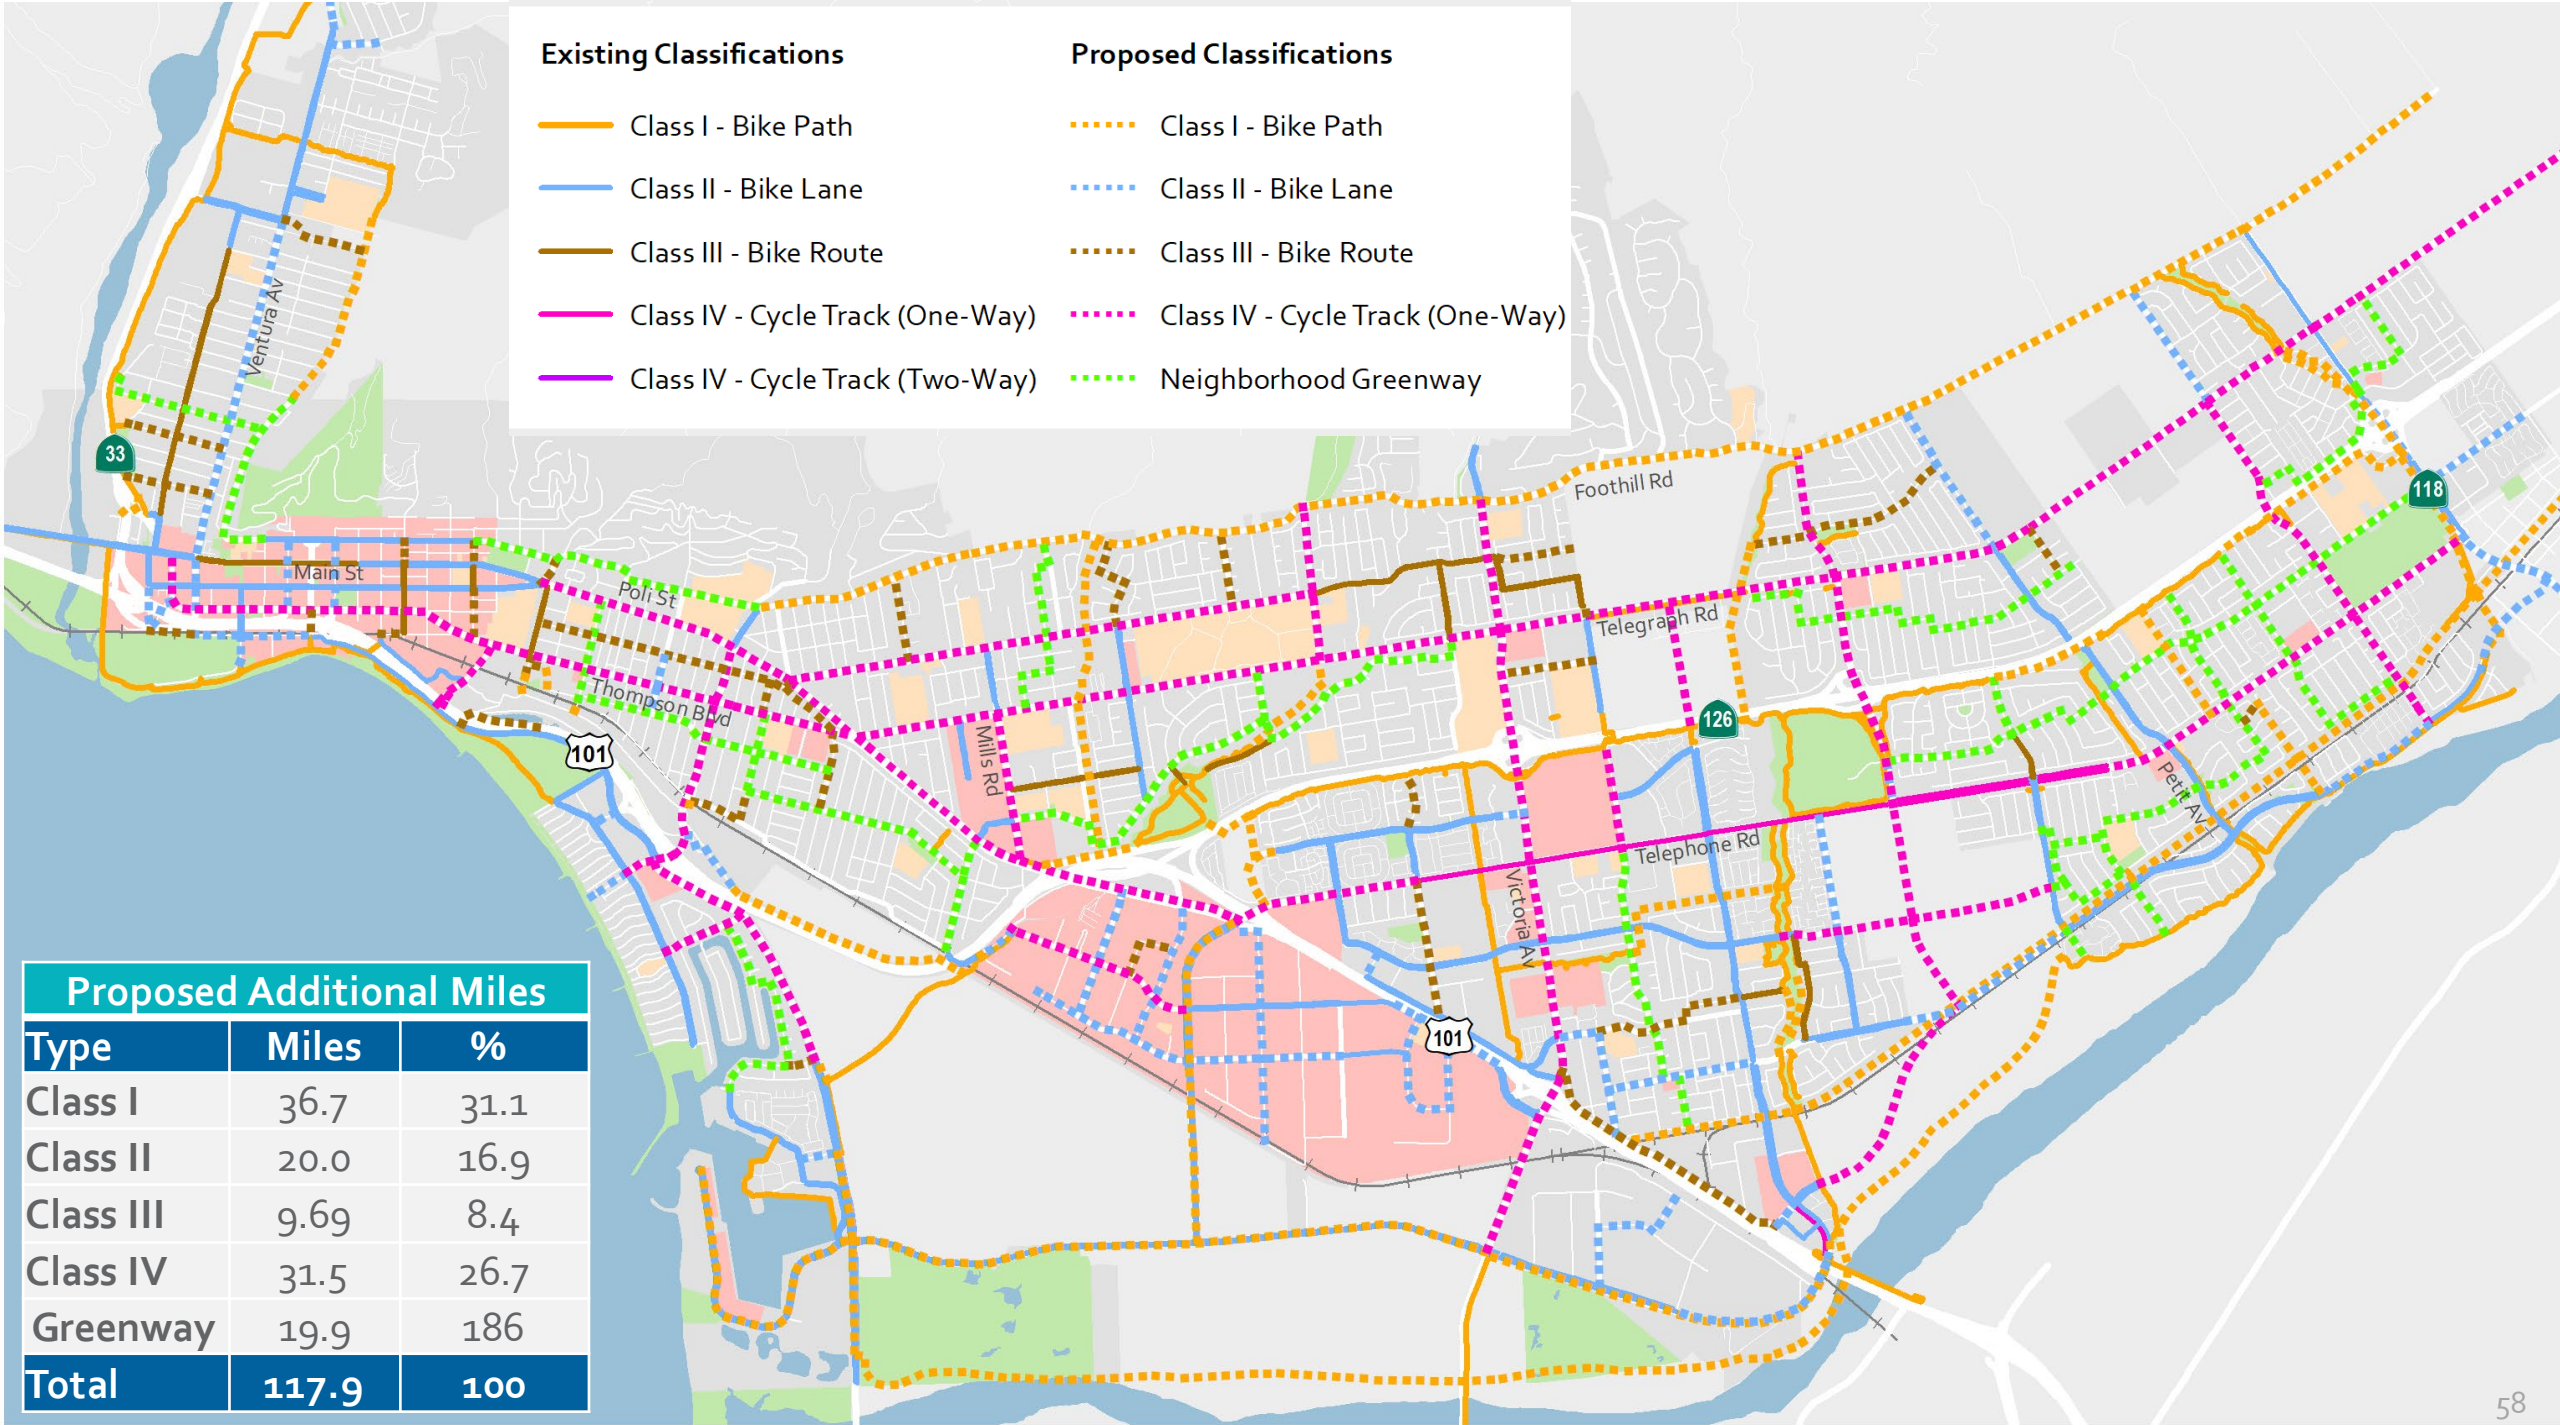 Existing Classifications
Class I - Bike Path
Class II - Bike Lane
Class III - Bike Route
Class IV - Cycle Track (One-Way)
Class IV - Cycle Track (Two-Way)
Proposed Classifications
Class I - Bike Path
Class II - Bike Lane
Class III - Bike Route
Class IV - Cycle Track (One-Way)
Neighborhood Greenway
Ventura Av
33
Main St
Poli St
Thompson Blvd
101
Mills Rd
Foothill Rd
Telegraph Rd
126
118
Telephone Rd
Victoria Av
Petit Av
101
Proposed Additional Miles
Type Miles %
Class I 36.7 31.1
Class II 20.0 16.9
Class III 9.69 8.4
Class IV 31.5 26.7
Greenway 19.9 186
Total 117.9 100
58